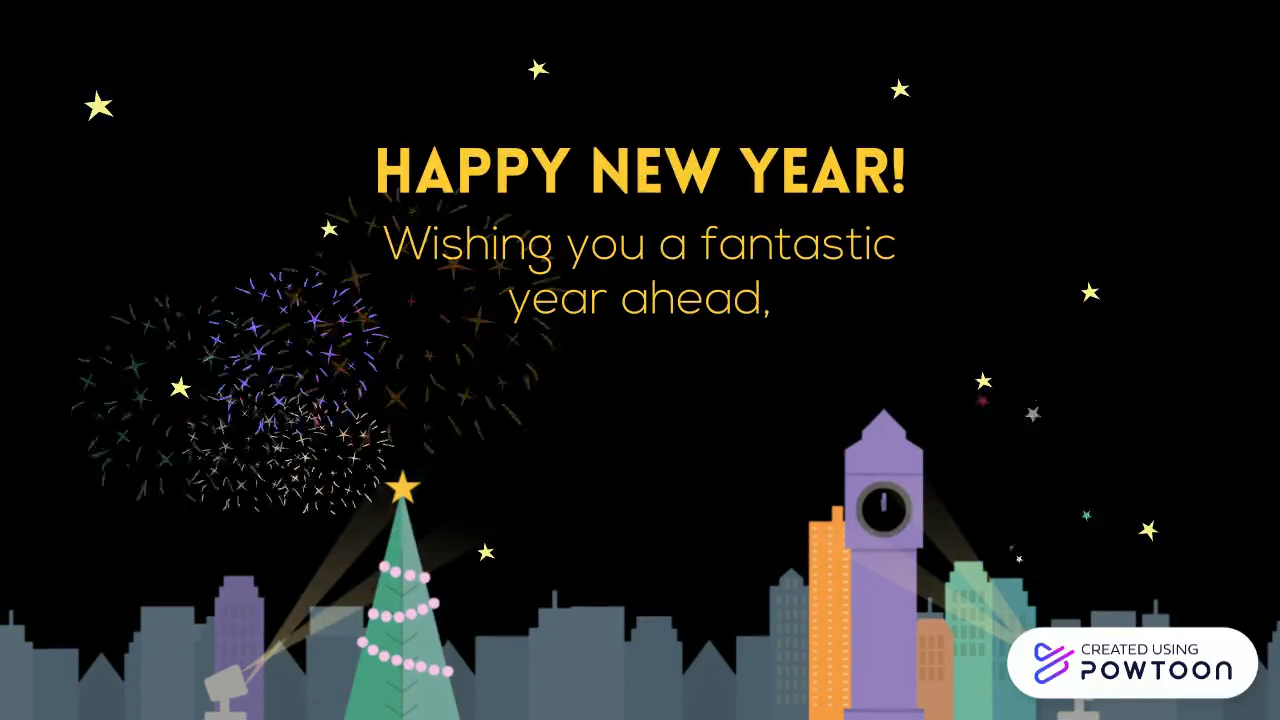 HAPPY NEW YEAR!
Wishing you a fantastic
year ahead,
CREATED USING
POWTOON